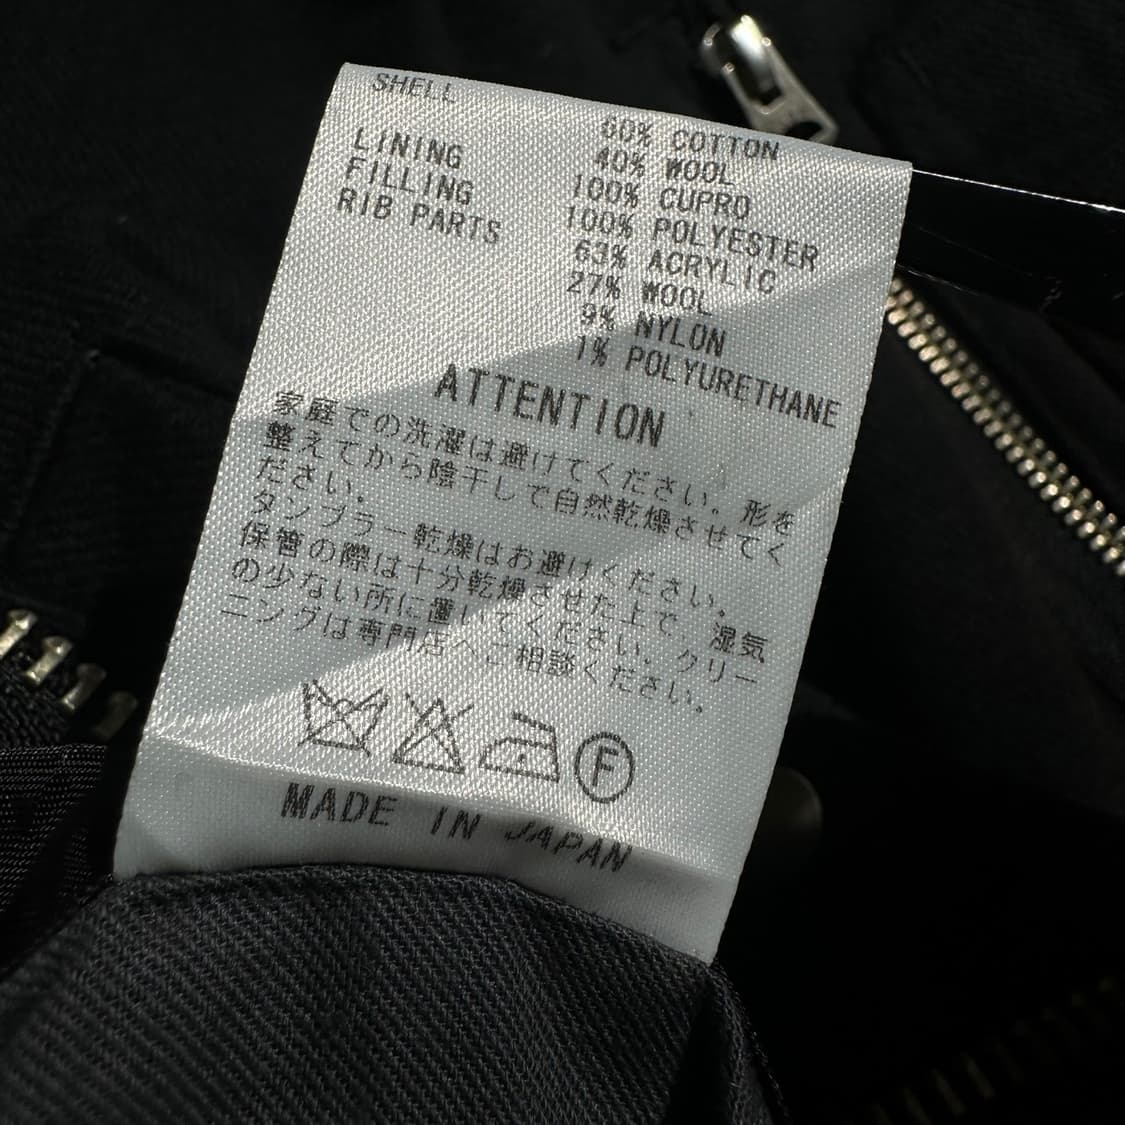 SHELL 60% COTTON
40% WOOL
LINING 100% CUPRO
FILLING 100% POLYESTER
RIB PARTS 63% ACRYLIC
27% WOOL
9% NYLON
1% POLYURETHANE
ATTENTION
家庭での洗濯は避けてください。形を
整えてから陰干しで自然乾燥させてく
ださい。
タンブラー乾燥はお避けください。
保管の際は十分乾燥させた上で、湿気
の少ない所に置いてください。クリー
ニングは専門店へご相談ください。
F
MADE IN JAPAN